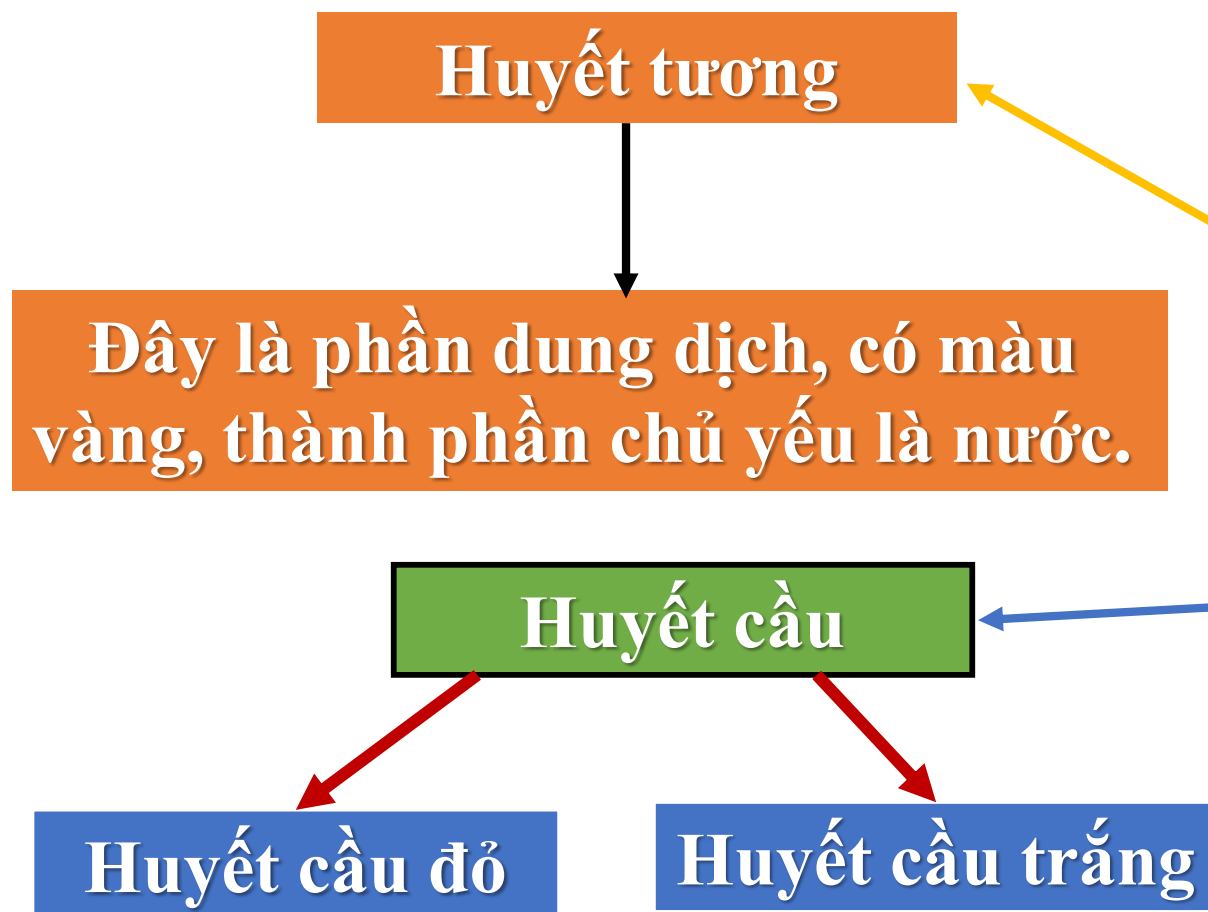 Huyết tương
Đây là phần dung dịch, có màu
vàng, thành phần chủ yếu là nước.
Huyết cầu
Huyết cầu đỏ
Huyết cầu trắng